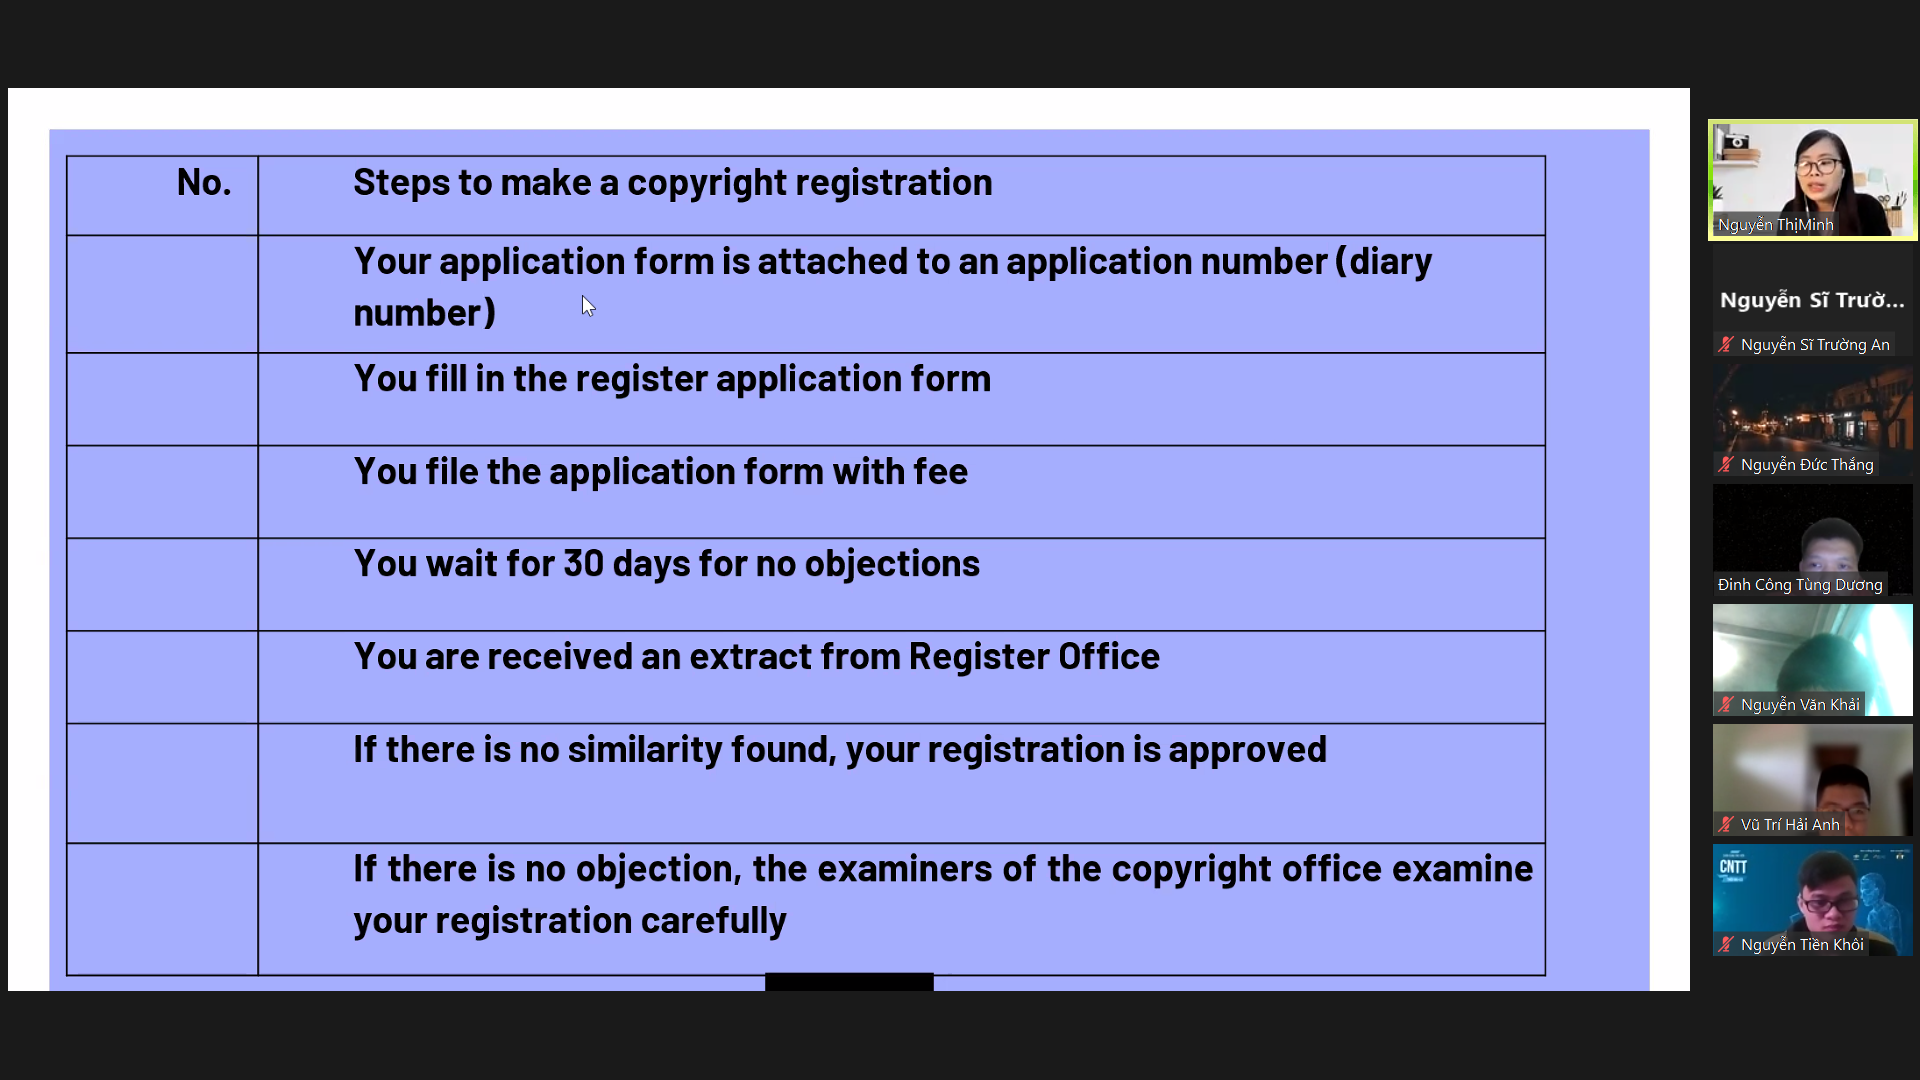 No.
Steps to make a copyright registration
Your application form is attached to an application number (diary
number)
You fill in the register application form
You file the application form with fee
You wait for 30 days for no objections
You are received an extract from Register Office
If there is no similarity found, your registration is approved
If there is no objection, the examiners of the copyright office examine
your registration carefully
Nguyễn ThịMinh
Nguyễn Sĩ Trườ...
Nguyễn Sĩ Trường An
Nguyễn Đức Thắng
Đinh Công Tùng Dương
Nguyễn Văn Khải
Vũ Trí Hải Anh
CNTT
Nguyễn Tiền Khôi